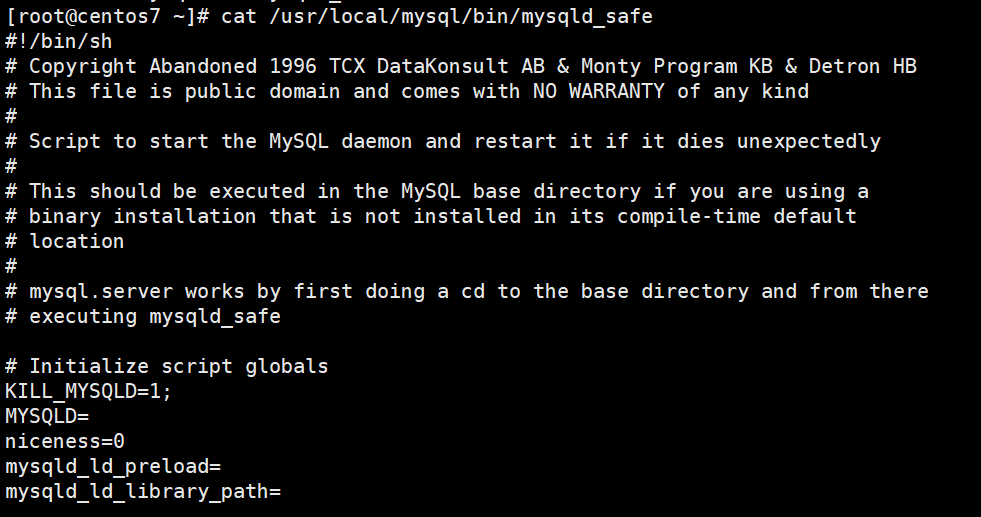 [root@centos7 ~]# cat /usr/local/mysql/bin/mysqld_safe
#!/bin/sh
# Copyright Abandoned 1996 TCX DataKonsult AB & Monty Program KB & Detron HB
# This file is public domain and comes with NO WARRANTY of any kind
#
# Script to start the MySQL daemon and restart it if it dies unexpectedly
#
# This should be executed in the MySQL base directory if you are using a
# binary installation that is not installed in its compile-time default
# location
#
# mysql.server works by first doing a cd to the base directory and from there
# executing mysqld_safe

# Initialize script globals
KILL_MYSQLD=1;
MYSQLD=
niceness=0
mysqld_ld_preload=
mysqld_ld_library_path=